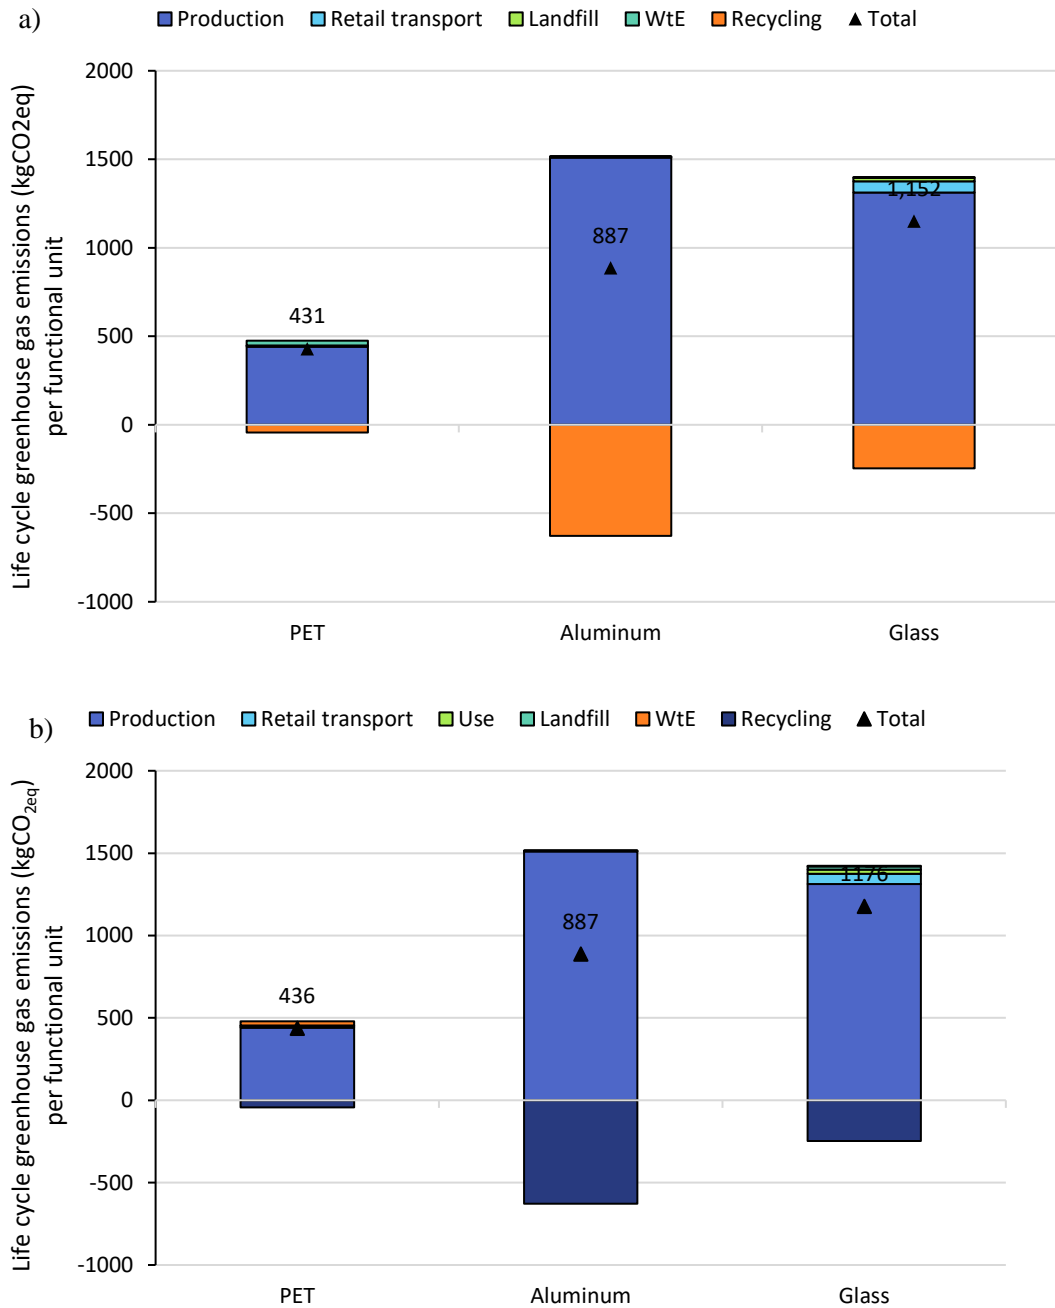 a)
Production Retail transport Landfill WtE Recycling Total
Life cycle greenhouse gas emissions (kgCO2eq)
per functional unit
2000
1500
1000
500
0
-500
-1000
431
887
1,152
PET Aluminum Glass
b)
Production Retail transport Use Landfill WtE Recycling Total
Life cycle greenhouse gas emissions (kgCO2eq)
per functional unit
2000
1500
1000
500
0
-500
-1000
436
887
1176
PET Aluminum Glass